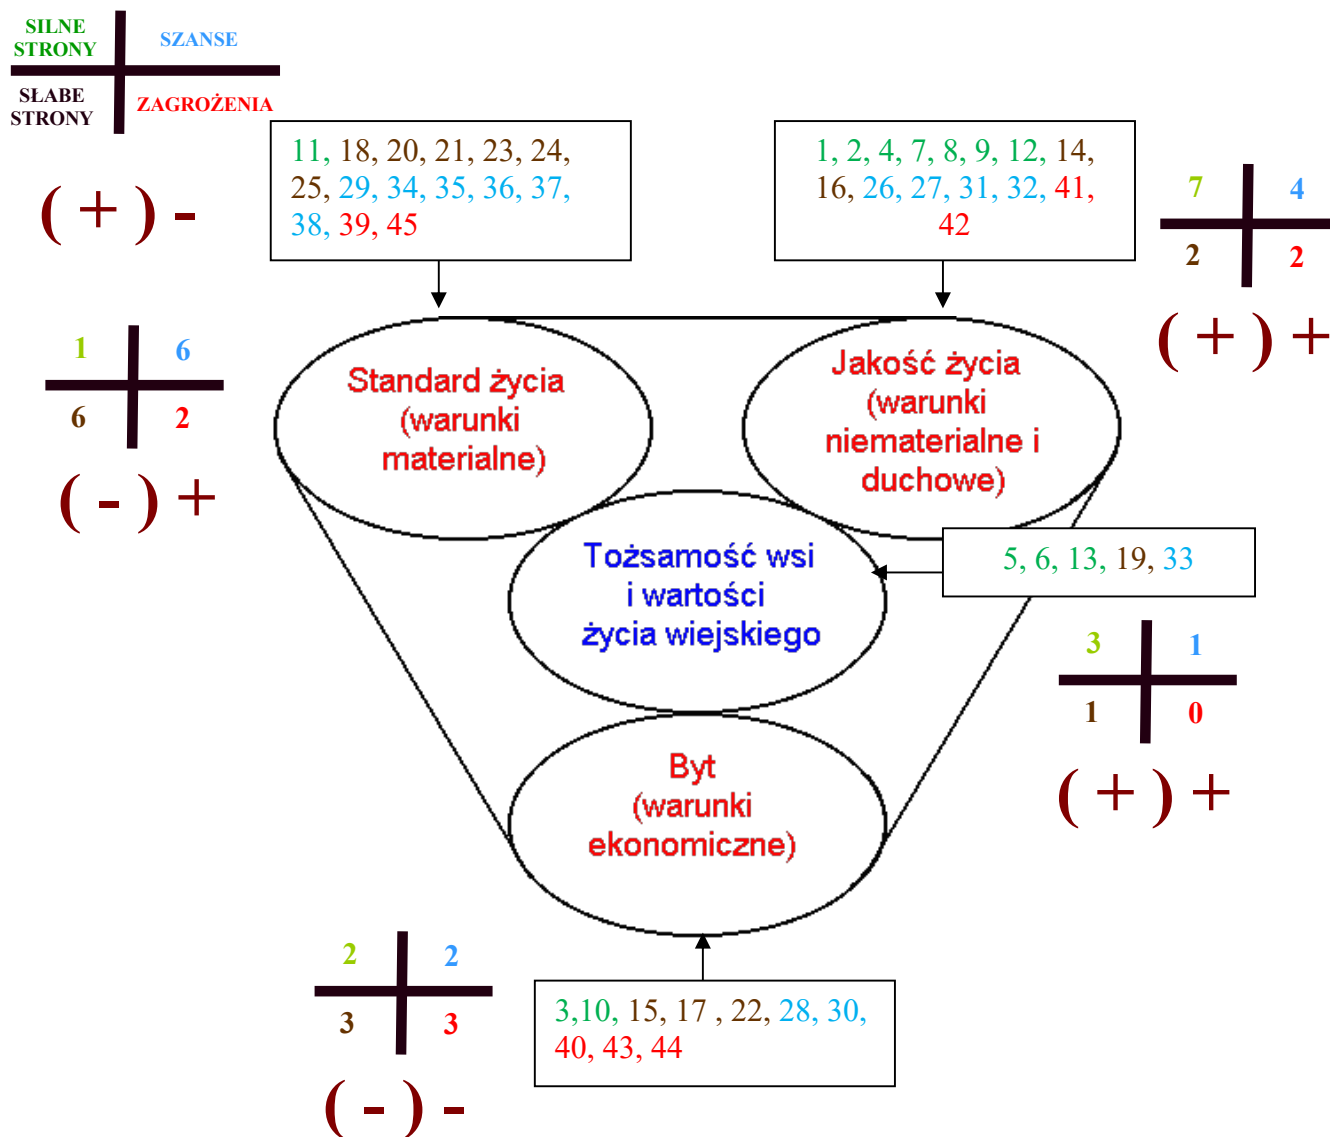 SILNE
STRONY
SZANSE
SŁABE
STRONY
ZAGROŻENIA
( + ) -
11, 18, 20, 21, 23, 24,
25, 29, 34, 35, 36, 37,
38, 39, 45
1, 2, 4, 7, 8, 9, 12, 14,
16, 26, 27, 31, 32, 41,
42
7
4
2
2
( + ) +
1
6
6
2
( - ) +
Standard życia
(warunki
materialne)
Jakość życia
(warunki
niematerialne i
duchowe)
Tożsamość wsi
i wartości
życia wiejskiego
5, 6, 13, 19, 33
3
1
1
0
( + ) +
Byt
(warunki
ekonomiczne)
2
2
3
3
( - ) -
3,10, 15, 17 , 22, 28, 30,
40, 43, 44